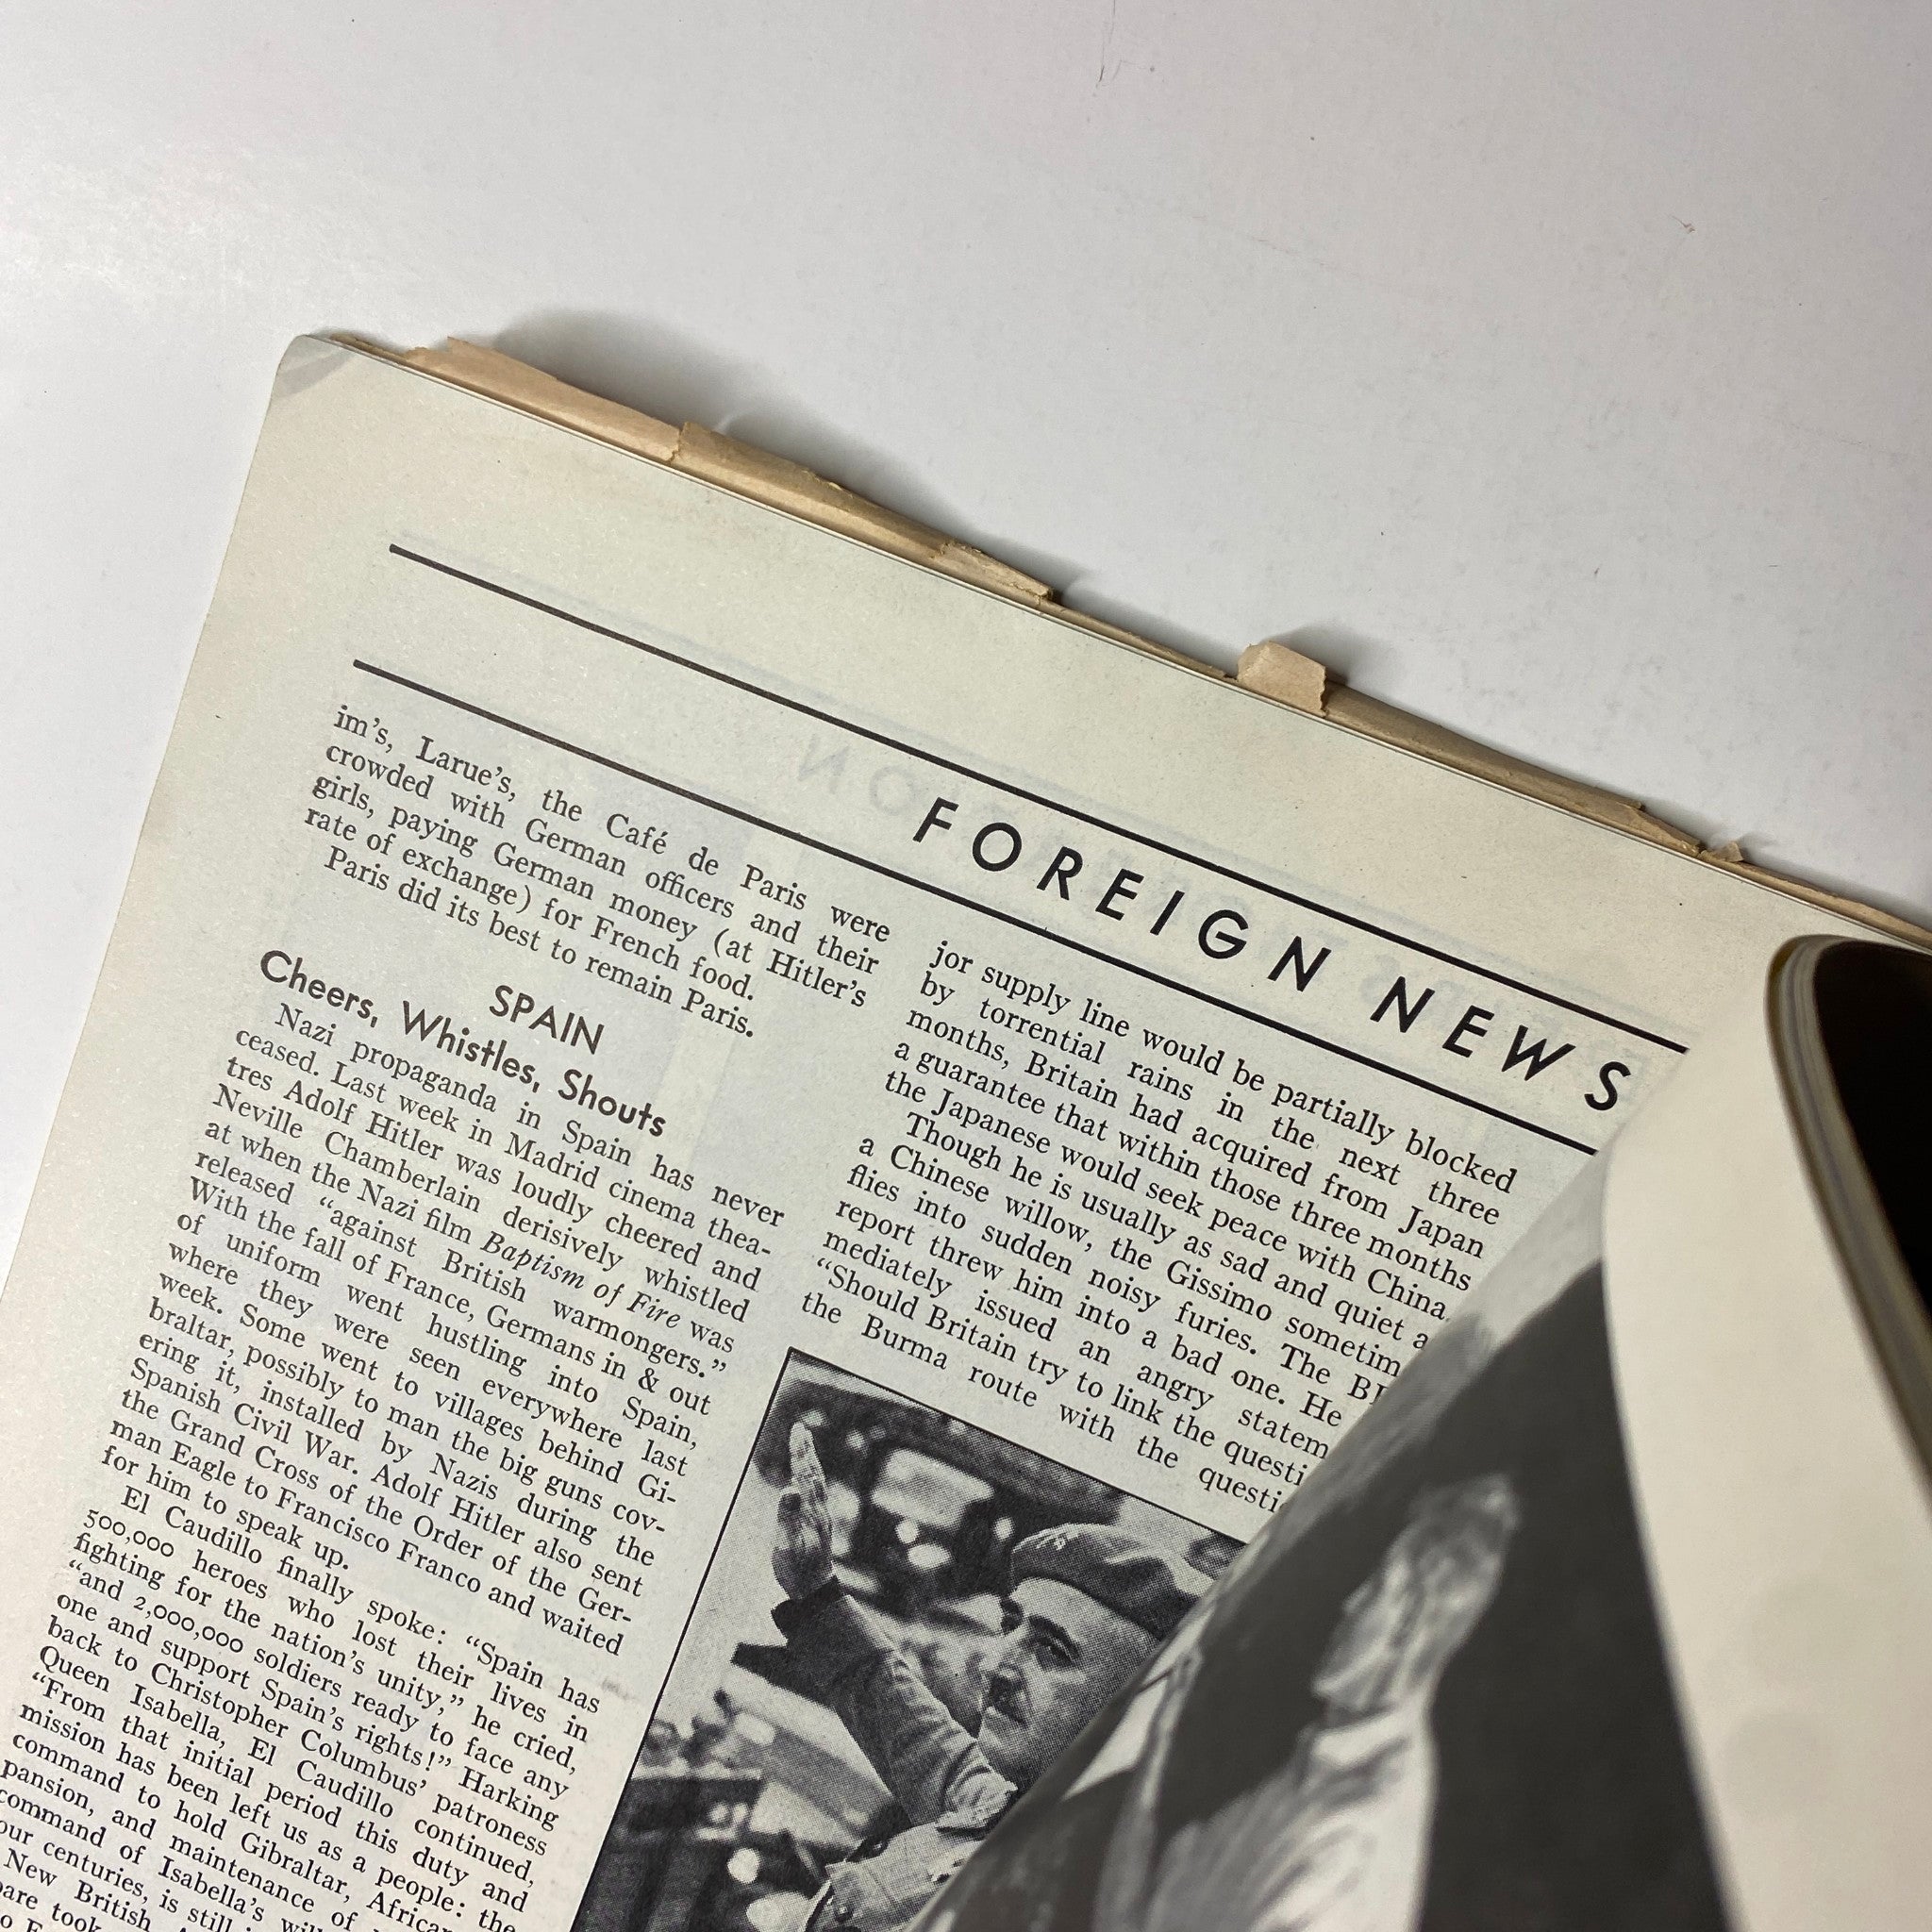 FOREIGN NEWS
im's, Larue's, the Café de Paris were
crowded with German officers and their
girls, paying German money (at Hitler's
rate of exchange) for French food.
Paris did its best to remain Paris.
SPAIN
Cheers, Whistles, Shouts
Nazi propaganda in Spain has never
ceased. Last week in Madrid cinema thea-
tres Adolf Hitler was loudly cheered and
Neville Chamberlain derisively whistled
at when the Nazi film Baptism of Fire was
released "against British warmongers."
With the fall of France, Germans in & out
of uniform went hustling into Spain,
where they were seen everywhere last
week. Some went to villages behind Gi-
braltar, possibly to man the big guns cov-
ering it, installed by Nazis during the
Spanish Civil War. Adolf Hitler also sent
the Grand Cross of the Order of the Ger-
man Eagle to Francisco Franco and waited
for him to speak up.
El Caudillo finally spoke: "Spain has
500,000 heroes who lost their lives in
fighting for the nation's unity," he cried,
"and 2,000,000 soldiers ready to face any
one and support Spain's rights!" Harking
back to Christopher Columbus' patroness
Queen Isabella, El Caudillo continued,
"From that initial period this duty and
mission has been left us as a people: the
command to hold Gibraltar, African
pansion, and maintenance of
command of Isabella's
our centuries, is still
New British
took
jor supply line would be partially blocked
by torrential rains in the next three
months, Britain had acquired from Japan
a guarantee that within those three months
the Japanese would seek peace with China.
Though he is usually as sad and quiet a
a Chinese willow, the Gissimo sometim
flies into sudden noisy furies. The
report threw him into a bad one. He
mediately issued an angry statem
"Should Britain try to link the questi
the Burma route with the questi